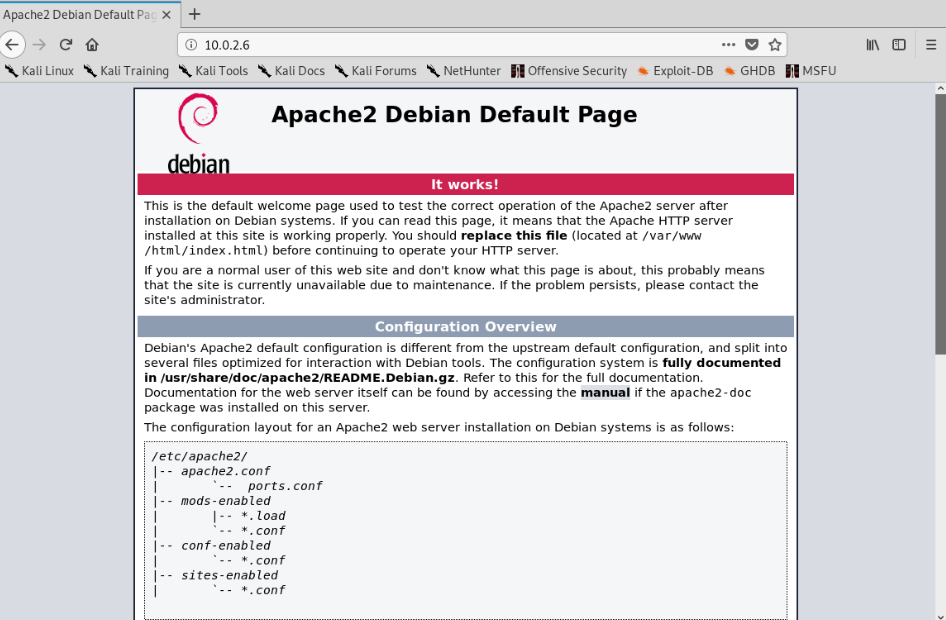 Apache2 Debian Default Pag
10.0.2.6
Kali Linux Kali Training Kali Tools Kali Docs Kali Forums NetHunter Offensive Security Exploit-DB GHDB MSFU
debian
Apache2 Debian Default Page
It works!
This is the default welcome page used to test the correct operation of the Apache2 server after
installation on Debian systems. If you can read this page, it means that the Apache HTTP server
installed at this site is working properly. You should replace this file (located at /var/www
/html/index.html) before continuing to operate your HTTP server.
If you are a normal user of this web site and don't know what this page is about, this probably means
that the site is currently unavailable due to maintenance. If the problem persists, please contact the
site's administrator.
Configuration Overview
Debian's Apache2 default configuration is different from the upstream default configuration, and split into
several files optimized for interaction with Debian tools. The configuration system is fully documented
in /usr/share/doc/apache2/README.Debian.gz. Refer to this for the full documentation.
Documentation for the web server itself can be found by accessing the manual if the apache2-doc
package was installed on this server.
The configuration layout for an Apache2 web server installation on Debian systems is as follows:
/etc/apache2/
|-- apache2.conf
|       `--  ports.conf
|-- mods-enabled
|       |-- *.load
|       `-- *.conf
|-- conf-enabled
|       `-- *.conf
|-- sites-enabled
|       `-- *.conf